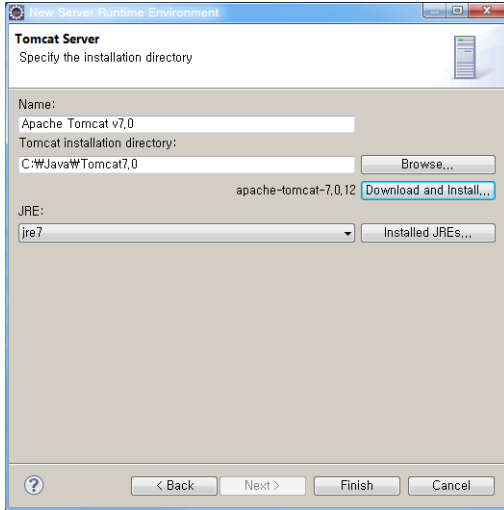 New Server Runtime Environment
Tomcat Server
Specify the installation directory
Name:
Apache Tomcat v7.0
Tomcat installation directory:
C:₩Java₩Tomcat7.0
Browse...
apache-tomcat-7.0.12 Download and Install...
JRE:
jre7
Installed JREs...
?
< Back Next > Finish Cancel